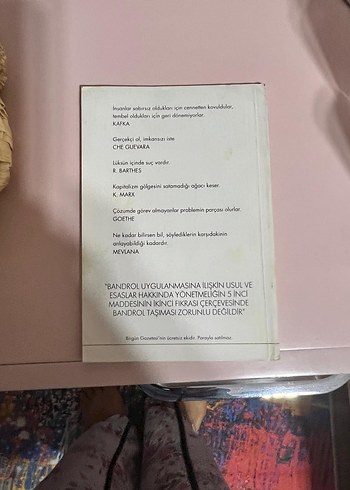 İnsanlar sabırsız oldukları için cennetten kovuldular,
tembel oldukları için geri dönemiyorlar.
KAFKA
Gerçekçi ol, imkansızı iste
CHE GUEVARA
Lüksün içinde suç vardır.
R. BARTHES
Kapitalizm gölgesini satamadığı ağacı keser.
K. MARX
Çözümde görev almayanlar problemin parçası olurlar.
GOETHE
Ne kadar bilirsen bil, söylediklerin karşıdakinin
anlayabildiği kadardır.
MEVLANA
"BANDROL UYGULANMASINA İLİŞKİN USUL VE
ESASLAR HAKKINDA YÖNETMELİĞİN 5 İNCİ
MADDESİNİN İKİNCİ FIKRASI ÇERÇEVESİNDE
BANDROL TAŞIMASI ZORUNLU DEĞİLDİR"
Birgün Gazetesi'nin ücretsiz ekidir. Parayla satılmaz.